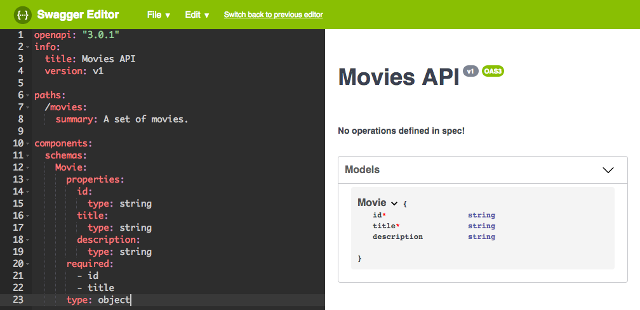 {··} Swagger Editor File ▾ Edit ▾ Switch back to previous editor
1 openapi: "3.0.1"
2 info:
3 title: Movies API
4 version: v1
5
6 paths:
7 /movies:
8 summary: A set of movies.
9
10 components:
11 schemas:
12 Movie:
13 properties:
14 id:
15 type: string
16 title:
17 type: string
18 description:
19 type: string
20 required:
21 - id
22 - title
23 type: object
Movies API v1 OAS3
No operations defined in spec!
Models
Movie {
id* string
title* string
description string
}